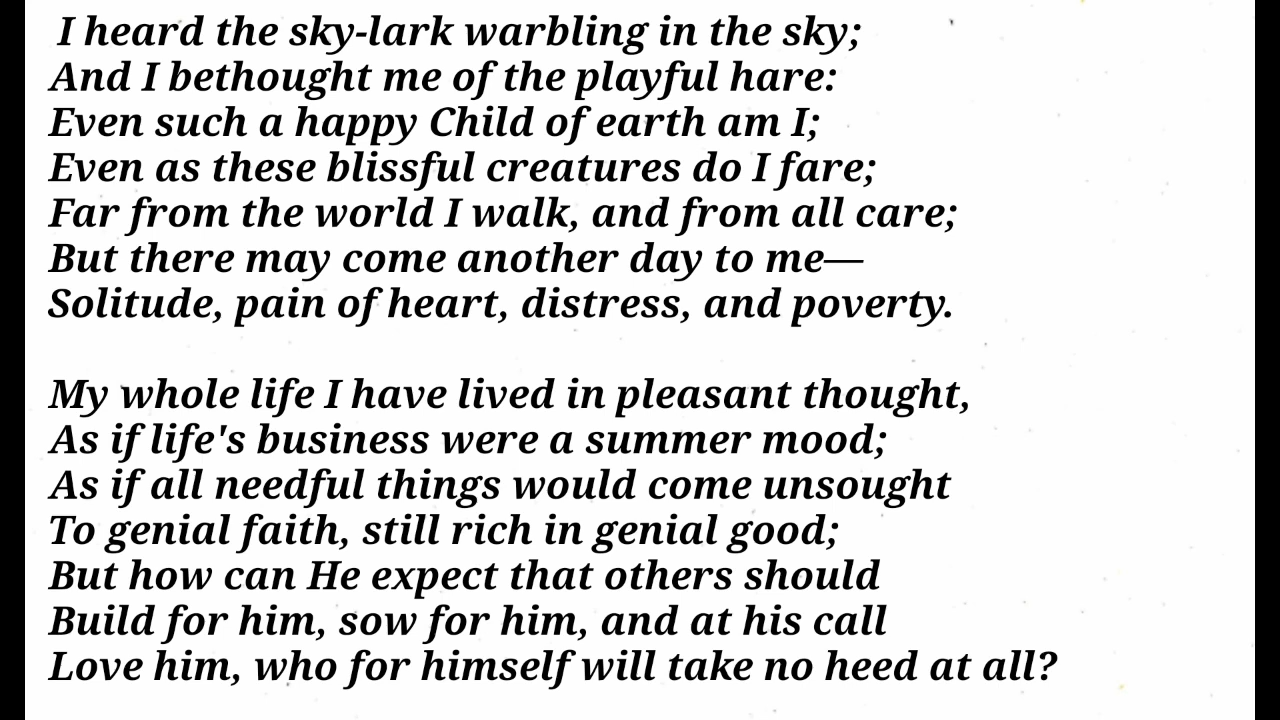 I heard the sky-lark warbling in the sky;
And I bethought me of the playful hare:
Even such a happy Child of earth am I;
Even as these blissful creatures do I fare;
Far from the world I walk, and from all care;
But there may come another day to me—
Solitude, pain of heart, distress, and poverty.

My whole life I have lived in pleasant thought,
As if life's business were a summer mood;
As if all needful things would come unsought
To genial faith, still rich in genial good;
But how can He expect that others should
Build for him, sow for him, and at his call
Love him, who for himself will take no heed at all?